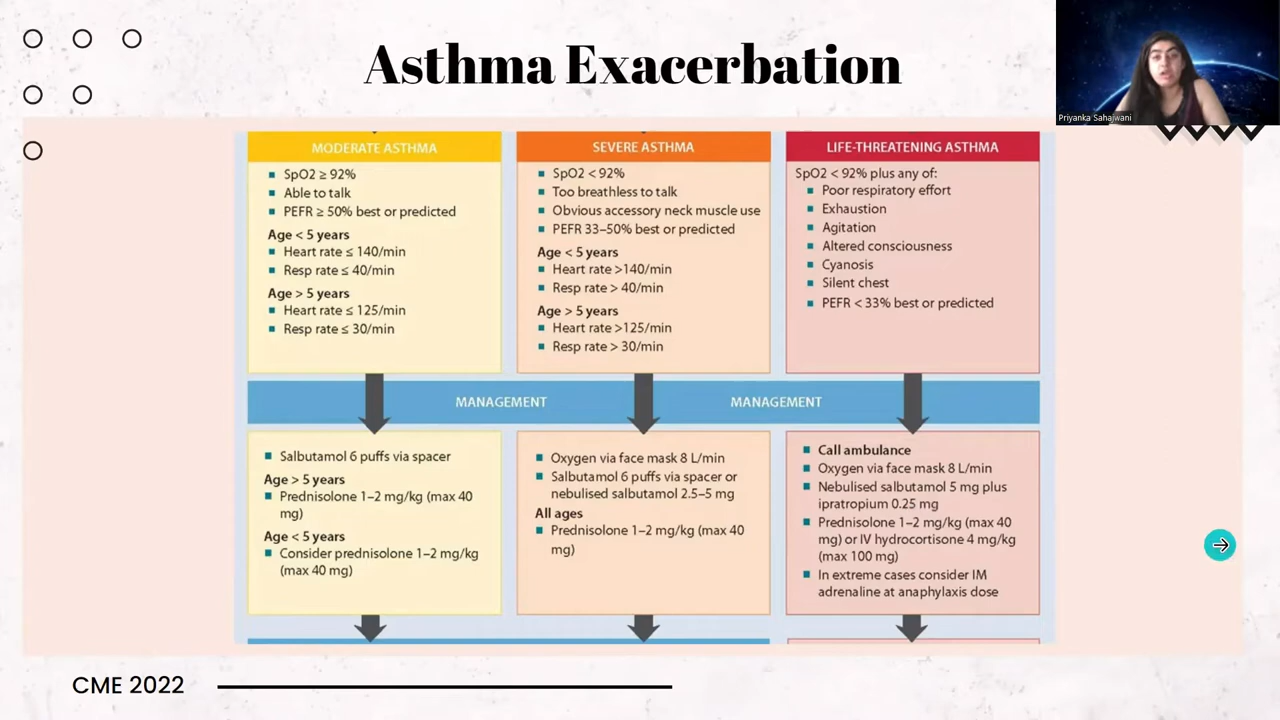 Asthma Exacerbation
Priyanka Sahajwani
MODERATE ASTHMA
SpO2 ≥ 92%
Able to talk
PEFR ≥ 50% best or predicted
Age < 5 years
Heart rate ≤ 140/min
Resp rate ≤ 40/min
Age > 5 years
Heart rate ≤ 125/min
Resp rate ≤ 30/min
SEVERE ASTHMA
SpO2 < 92%
Too breathless to talk
Obvious accessory neck muscle use
PEFR 33–50% best or predicted
Age < 5 years
Heart rate >140/min
Resp rate > 40/min
Age > 5 years
Heart rate >125/min
Resp rate > 30/min
LIFE-THREATENING ASTHMA
SpO2 < 92% plus any of:
Poor respiratory effort
Exhaustion
Agitation
Altered consciousness
Cyanosis
Silent chest
PEFR < 33% best or predicted
MANAGEMENT
MANAGEMENT
Salbutamol 6 puffs via spacer
Age > 5 years
Prednisolone 1–2 mg/kg (max 40
mg)
Age < 5 years
Consider prednisolone 1–2 mg/kg
(max 40 mg)
Oxygen via face mask 8 L/min
Salbutamol 6 puffs via spacer or
nebulised salbutamol 2.5–5 mg
All ages
Prednisolone 1–2 mg/kg (max 40
mg)
Call ambulance
Oxygen via face mask 8 L/min
Nebulised salbutamol 5 mg plus
ipratropium 0.25 mg
Prednisolone 1–2 mg/kg (max 40
mg) or IV hydrocortisone 4 mg/kg
(max 100 mg)
In extreme cases consider IM
adrenaline at anaphylaxis dose
CME 2022